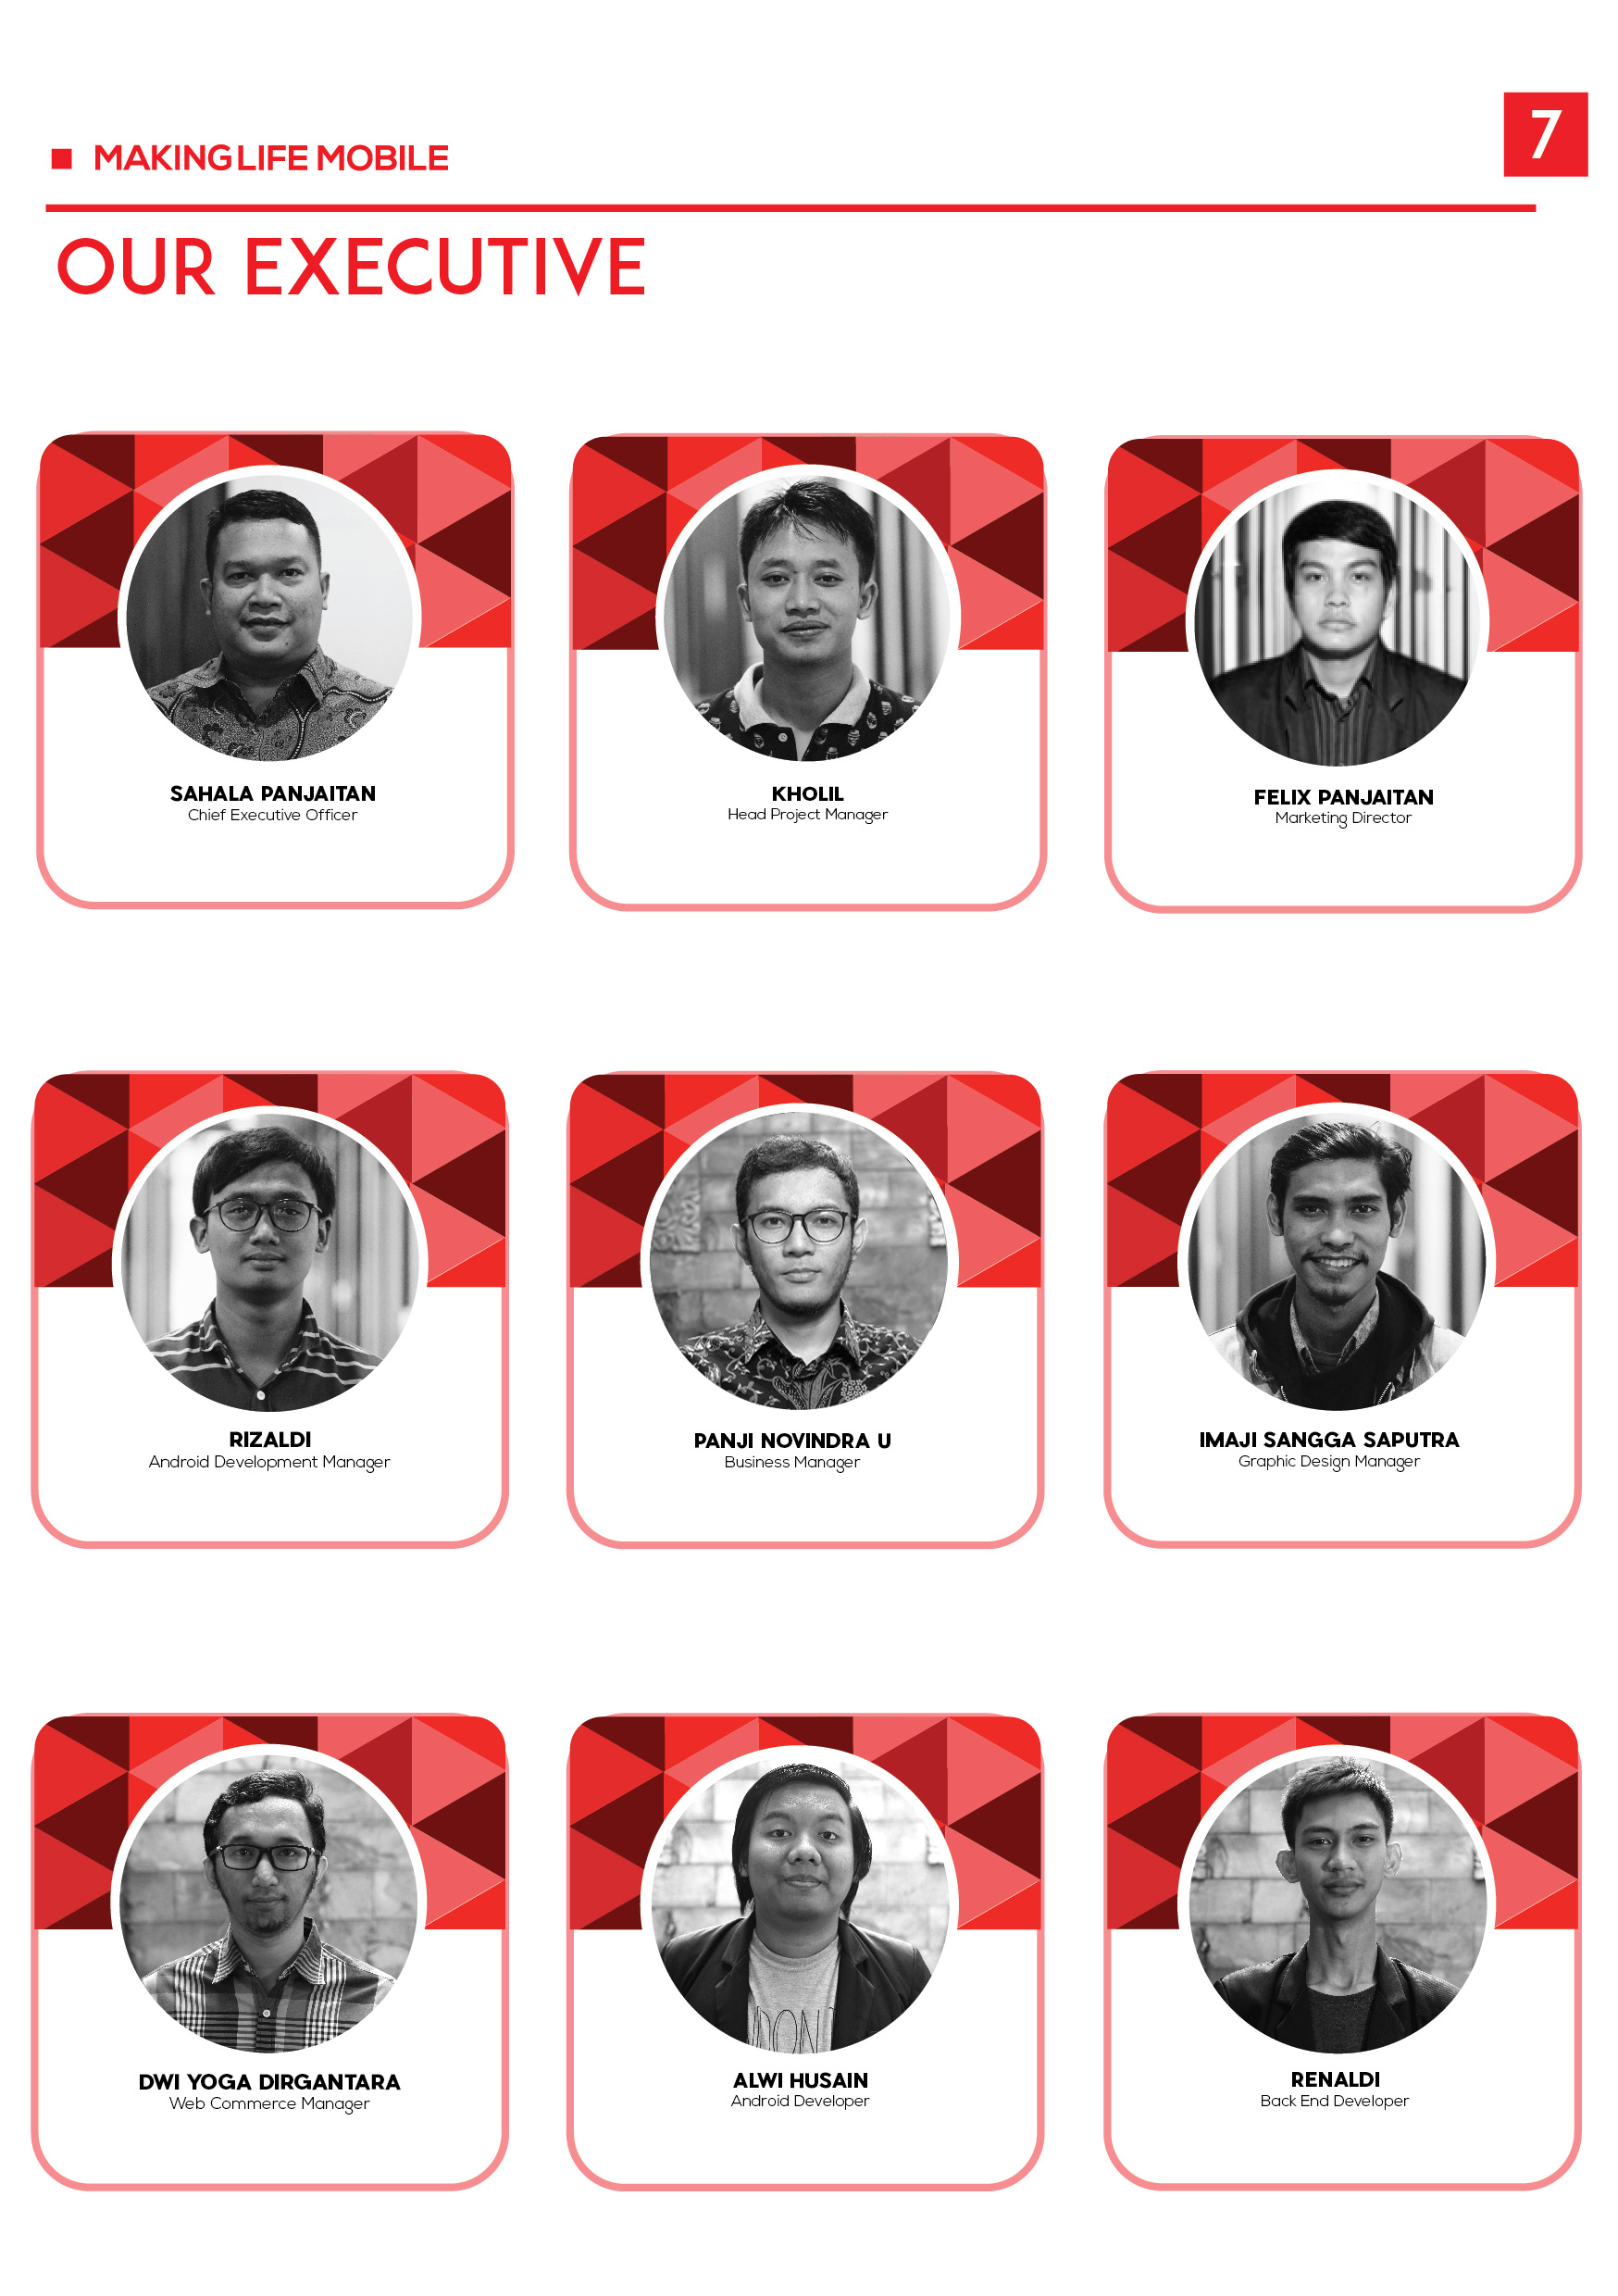 7
MAKING LIFE MOBILE
OUR EXECUTIVE
SAHALA PANJAITAN
Chief Executive Officer
KHOLIL
Head Project Manager
FELIX PANJAITAN
Marketing Director
RIZALDI
Android Development Manager
PANJI NOVINDRA U
Business Manager
IMAJI SANGGA SAPUTRA
Graphic Design Manager
DWI YOGA DIRGANTARA
Web Commerce Manager
ALWI HUSAIN
Android Developer
RENALDI
Back End Developer